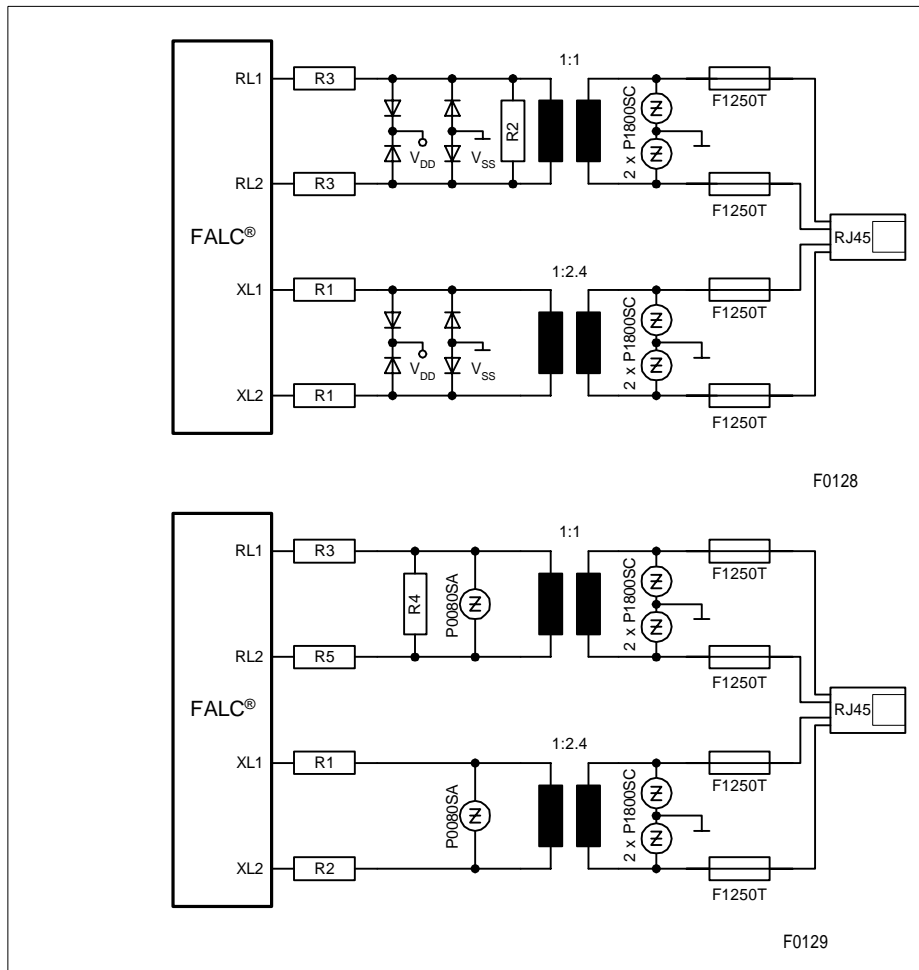 1:1
RL1
R3
F1250T
R2
2 x P1800SC
VDD
VSS
RL2
R3
F1250T
FALC®
RJ45
1:2.4
XL1
R1
F1250T
2 x P1800SC
VDD
VSS
XL2
R1
F1250T
F0128
1:1
RL1
R3
F1250T
R4
P0080SA
2 x P1800SC
RL2
R5
F1250T
FALC®
RJ45
1:2.4
XL1
R1
F1250T
P0080SA
2 x P1800SC
XL2
R2
F1250T
F0129